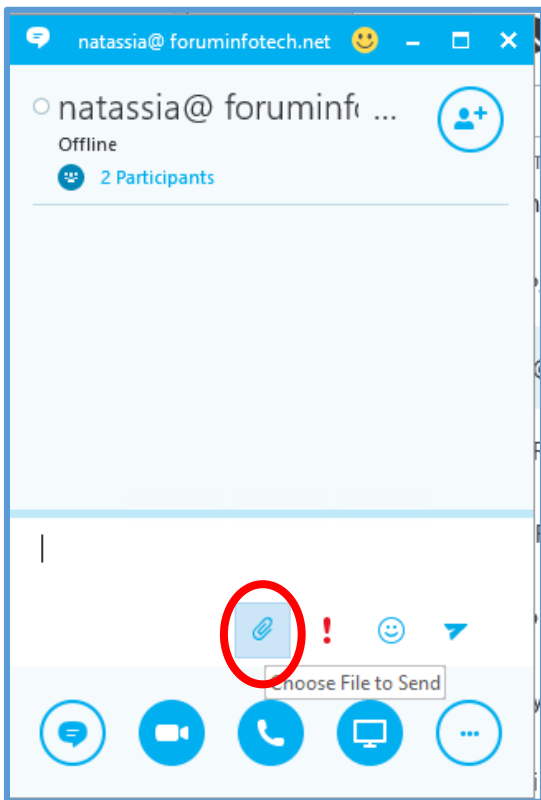 natassia@ foruminfotech.net
natassia@ foruminf ...
Offline
2 Participants
Choose File to Send